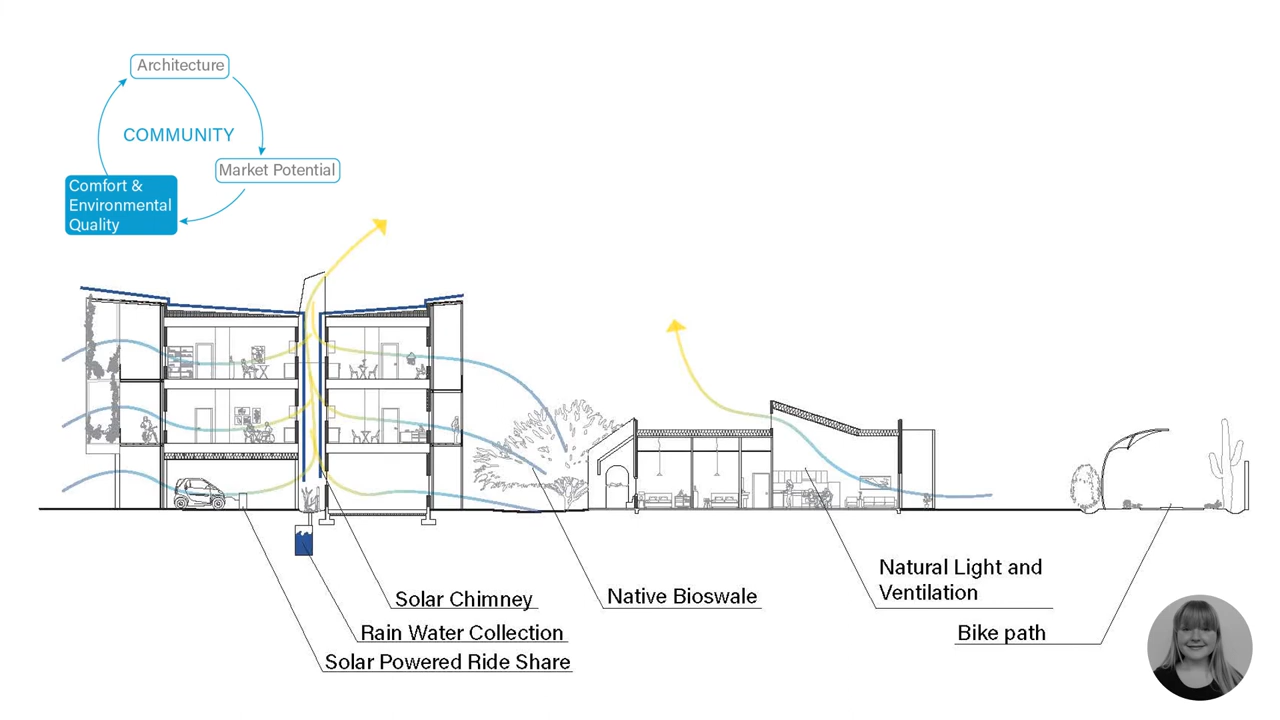 Architecture
COMMUNITY
Market Potential
Comfort &
Environmental
Quality
Natural Light and
Ventilation
Solar Chimney
Native Bioswale
Rain Water Collection
Bike path
Solar Powered Ride Share